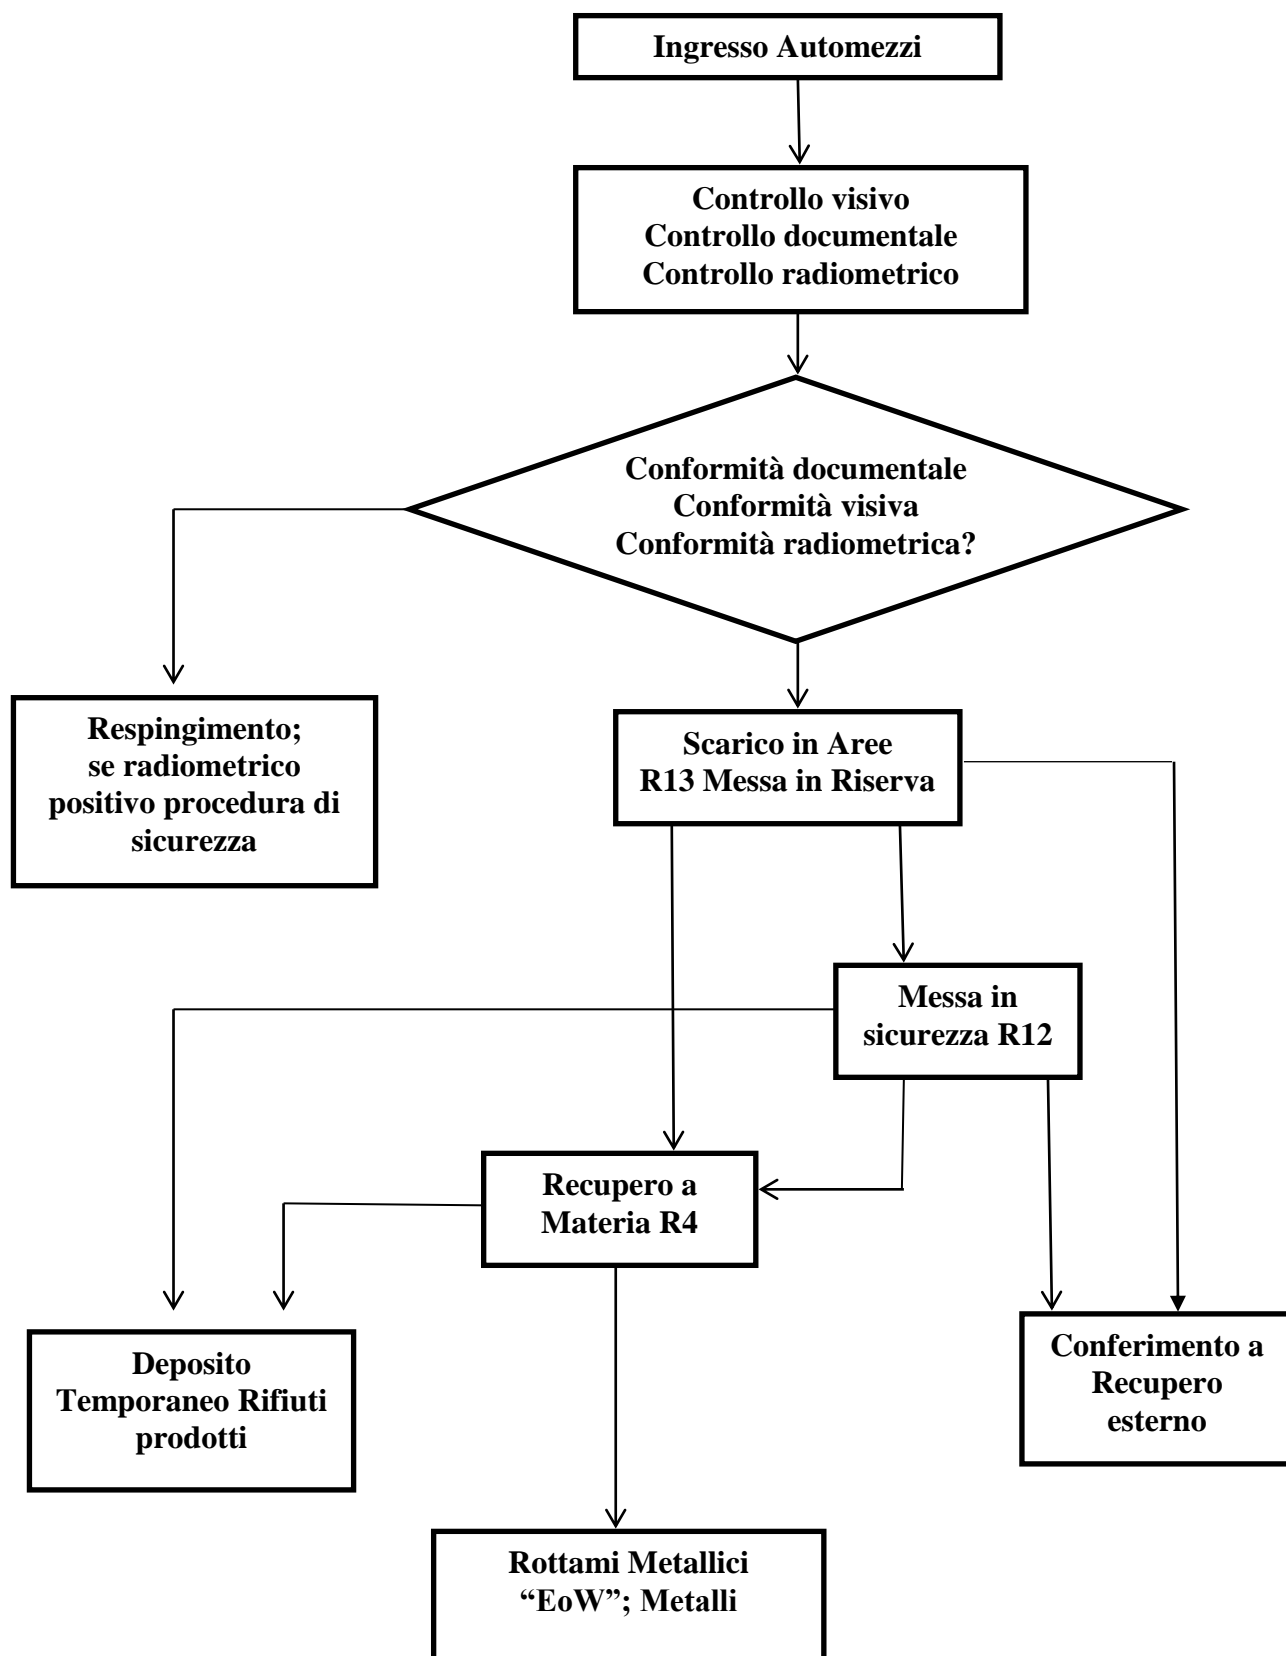 Ingresso Automezzi
Controllo visivo
Controllo documentale
Controllo radiometrico
Conformità documentale
Conformità visiva
Conformità radiometrica?
Respingimento;
se radiometrico
positivo procedura di
sicurezza
Scarico in Aree
R13 Messa in Riserva
Messa in
sicurezza R12
Recupero a
Materia R4
Deposito
Temporaneo Rifiuti
prodotti
Conferimento a
Recupero
esterno
Rottami Metallici
“EoW”; Metalli